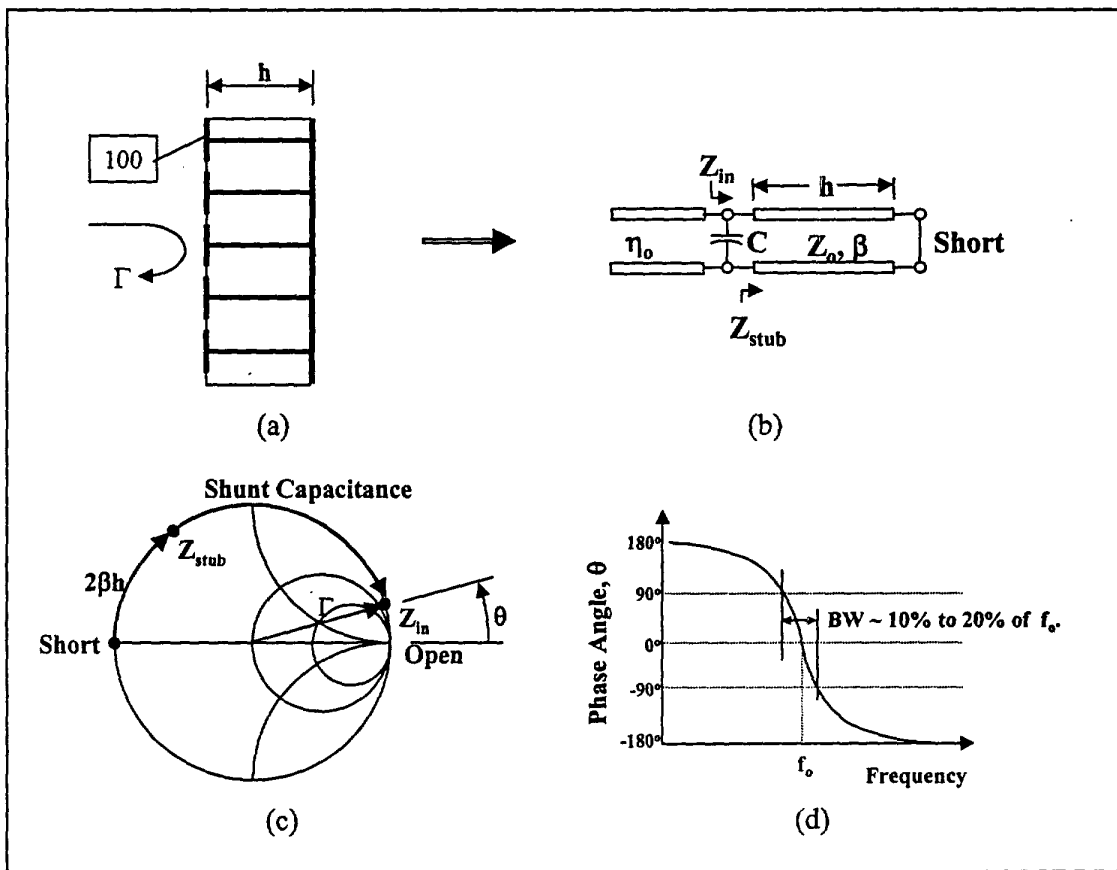 h
100
Γ
(a)
Z_in
h
η_o
C
Z_o, β
Short
Z_stub
(b)
Shunt Capacitance
Z_stub
2βh
Γ
Z_in
θ
Short
Open
(c)
Phase Angle, θ
180°
90°
0°
-90°
-180°
BW ~ 10% to 20% of f_o.
f_o
Frequency
(d)